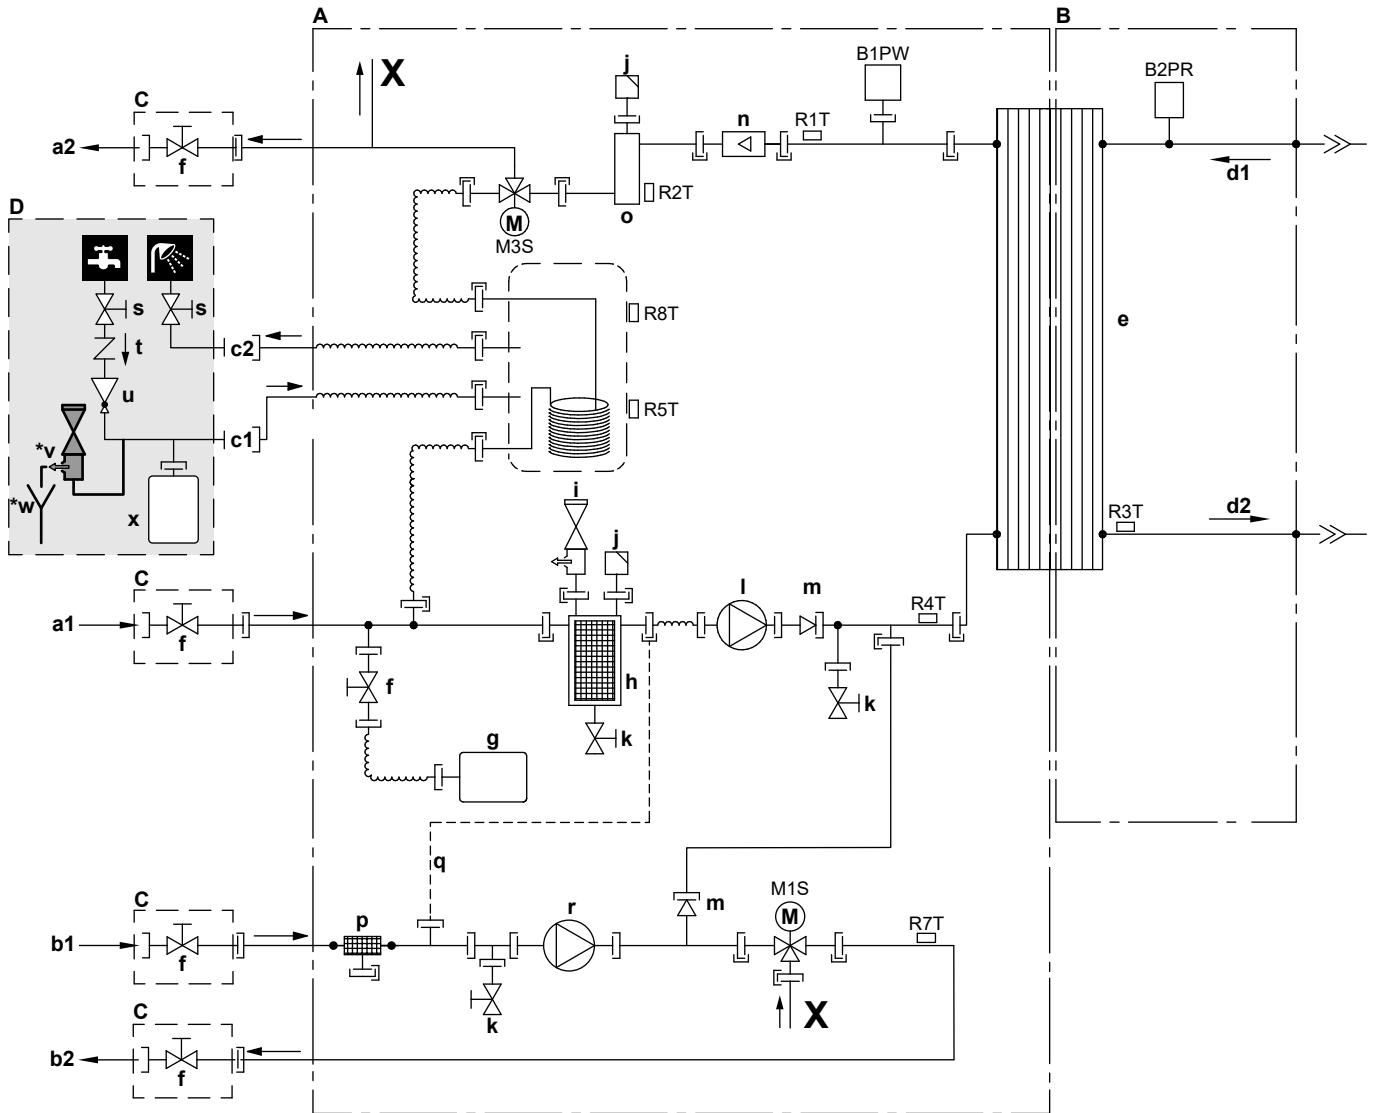 A
B
X
j
B1PW
B2PR
C
n
R1T
a2
f
d1
R2T
o
D
M
M3S
s
s
R8T
e
t
c2
u
R5T
*v
c1
*w
x
i
R3T
d2
j
C
l
m
a1
R4T
f
f
h
k
k
g
q
C
p
r
m
M1S
M
R7T
b1
f
C
k
X
b2
f